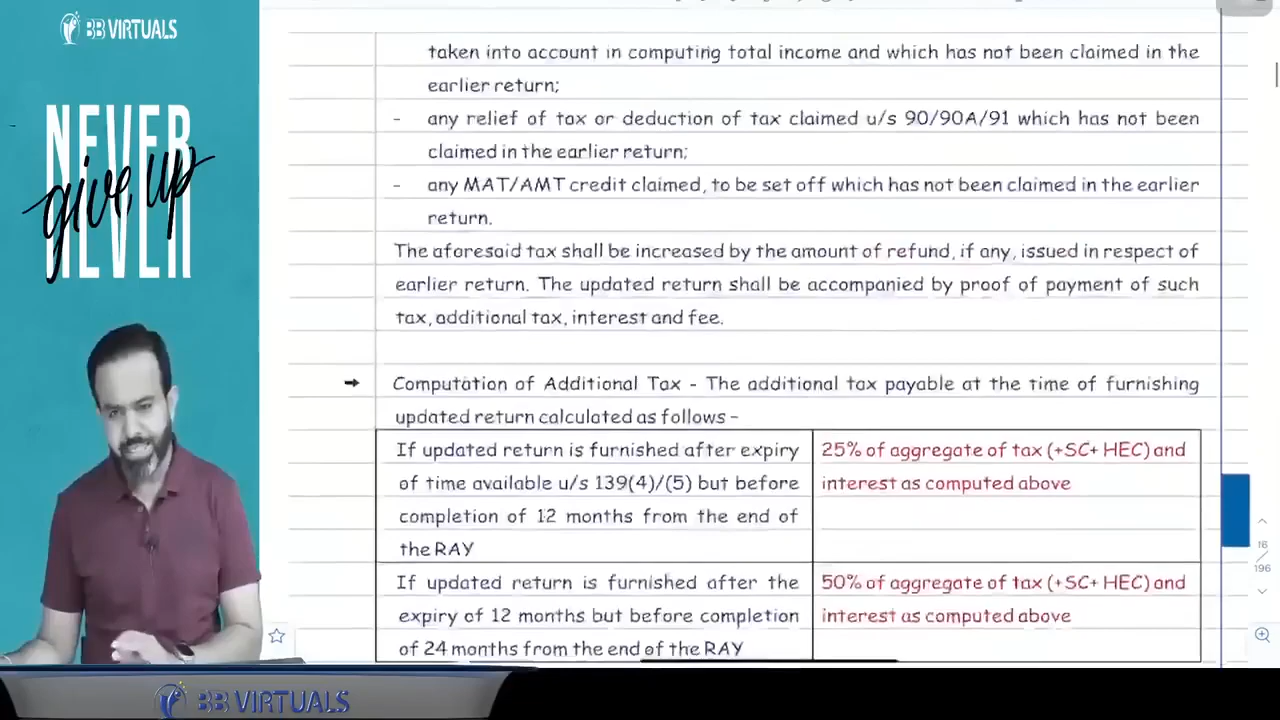 BB VIRTUALS
NEVER
give up
NEVER
taken into account in computing total income and which has not been claimed in the
earlier return;
- any relief of tax or deduction of tax claimed u/s 90/90A/91 which has not been
claimed in the earlier return;
- any MAT/AMT credit claimed, to be set off which has not been claimed in the earlier
return.
The aforesaid tax shall be increased by the amount of refund, if any, issued in respect of
earlier return. The updated return shall be accompanied by proof of payment of such
tax, additional tax, interest and fee.
→ Computation of Additional Tax - The additional tax payable at the time of furnishing
updated return calculated as follows -
If updated return is furnished after expiry
of time available u/s 139(4)/(5) but before
completion of 12 months from the end of
the RAY
25% of aggregate of tax (+SC+ HEC) and
interest as computed above
If updated return is furnished after the
expiry of 12 months but before completion
of 24 months from the end of the RAY
50% of aggregate of tax (+SC+ HEC) and
interest as computed above
16
/
196
BB VIRTUALS